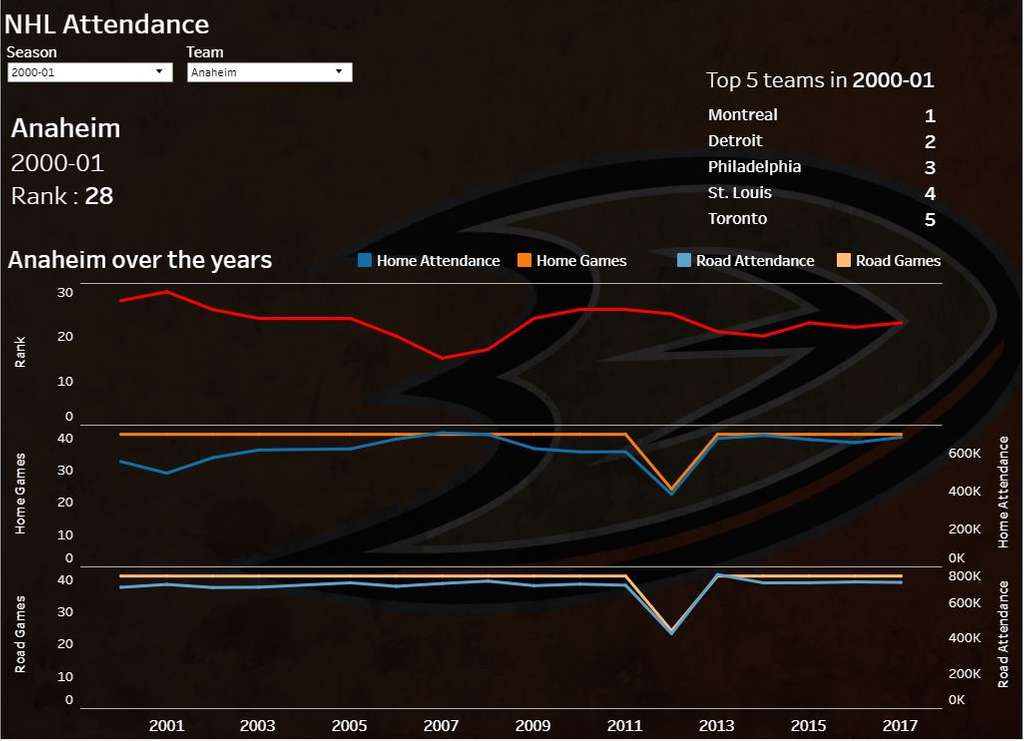 NHL Attendance
Season Team
2000-01 Anaheim
Anaheim
2000-01
Rank : 28
Top 5 teams in 2000-01
Montreal 1
Detroit 2
Philadelphia 3
St. Louis 4
Toronto 5
Anaheim over the years
Home Attendance Home Games Road Attendance Road Games
Rank
30
20
10
0
Home Games
40
30
20
10
0
600K
400K
200K
0K
Home Attendance
Road Games
40
30
20
10
0
800K
600K
400K
200K
0K
Road Attendance
2001 2003 2005 2007 2009 2011 2013 2015 2017